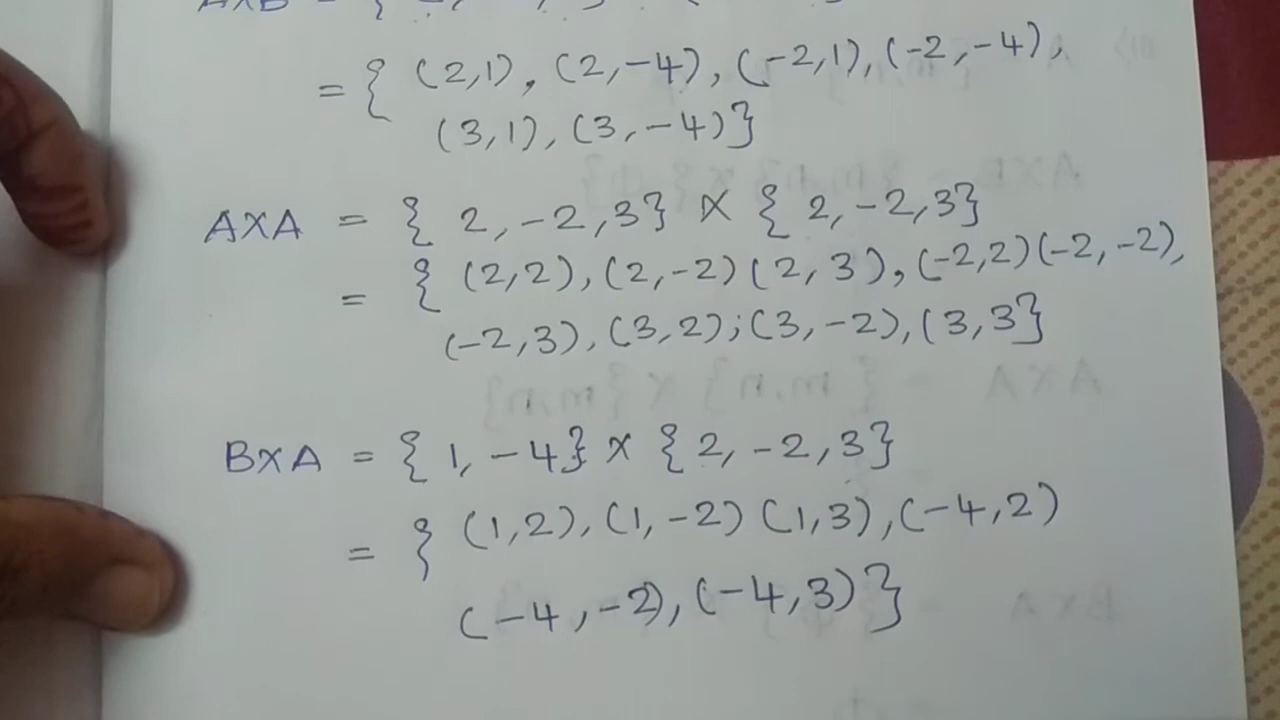 = { (2,1), (2,-4), (-2,1), (-2,-4),
(3,1), (3,-4)}
AXA = { 2, -2, 3} X { 2, -2, 3}
= { (2,2), (2,-2) (2, 3), (-2,2) (-2, -2),
(-2,3), (3,2); (3,-2), (3,3}
BXA = { 1, -4} X { 2, -2, 3}
= { (1,2), (1,-2) (1,3), (-4,2)
(-4,-2), (-4,3)}